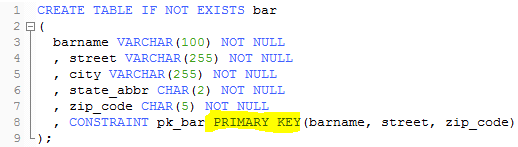 1 CREATE TABLE IF NOT EXISTS bar
2 (
3 barname VARCHAR(100) NOT NULL
4 , street VARCHAR(255) NOT NULL
5 , city VARCHAR(255) NOT NULL
6 , state_abbr CHAR(2) NOT NULL
7 , zip_code CHAR(5) NOT NULL
8 , CONSTRAINT pk_bar PRIMARY KEY(barname, street, zip_code)
9 );